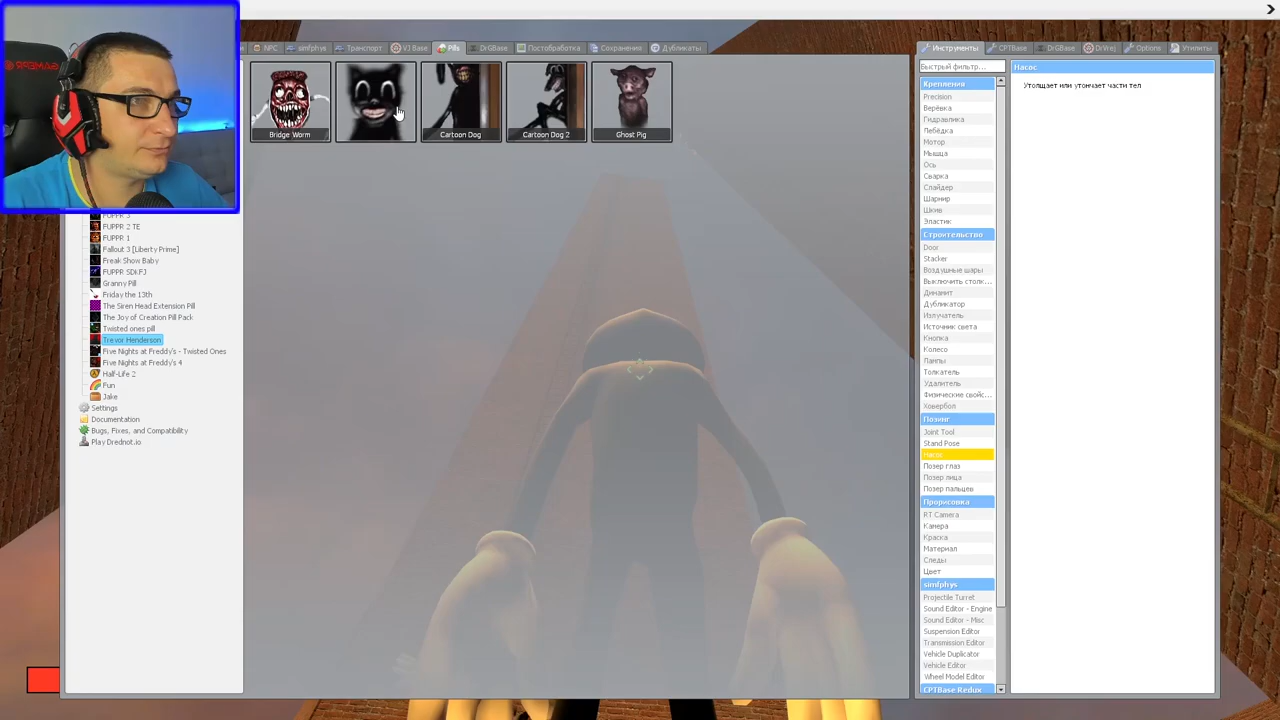 NPC
simfphys
Транспорт
VJ Base
Pills
DrGBase
Постобработка
Сохранение
Дубликаты
Инструменты
CPTBase
DrGBase
DrVrej
Options
Утилиты
Bridge Worm
Cartoon Dog
Cartoon Dog 2
Ghost Pig
FUPPR 3
FUPPR 2 TE
FUPPR 1
Fallout 3 [Liberty Prime]
Freak Show Baby
FUPPR SDI.FJ
Granny Pill
Friday the 13th
The Siren Head Extension Pill
The Joy of Creation Pill Pack
Twisted ones pill
Trevor Henderson
Five Nights at Freddy's - Twisted Ones
Five Nights at Freddy's 4
Half-Life 2
Fun
Jake
Settings
Documentation
Bugs, Fixes, and Compatibility
Play Drednot.io
Быстрый фильтр...
Крепления
Precision
Верёвка
Гидравлика
Лебёдка
Мотор
Мышца
Ось
Сварка
Слайдер
Шарнир
Шкив
Эластик
Строительство
Door
Stacker
Воздушные шары
Выключить столк...
Динамит
Дубликатор
Излучатель
Источник света
Кнопка
Колесо
Лампы
Толкатель
Удалитель
Физические свойс...
Ховербол
Позинг
Joint Tool
Stand Pose
Насос
Позер глаз
Позер лица
Позер пальцев
Прорисовка
RT Camera
Камера
Краска
Материал
Следы
Цвет
simfphys
Projectile Turret
Sound Editor - Engine
Sound Editor - Misc
Suspension Editor
Transmission Editor
Vehicle Duplicator
Vehicle Editor
Wheel Model Editor
CPTBase Redux
Насос
Утолщает или утончает части тел